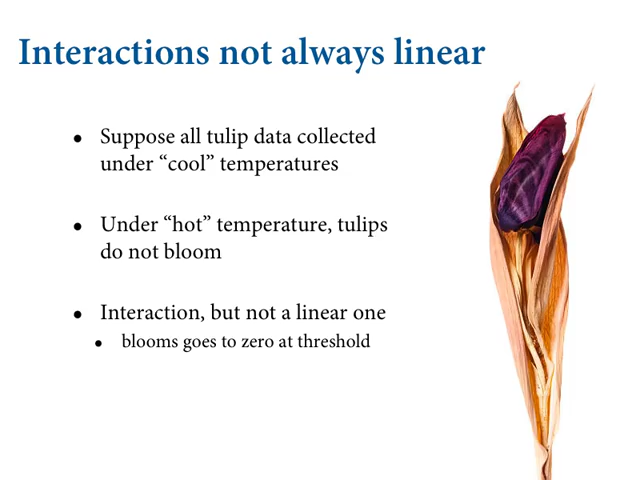 Interactions not always linear
• Suppose all tulip data collected
under “cool” temperatures
• Under “hot” temperature, tulips
do not bloom
• Interaction, but not a linear one
• blooms goes to zero at threshold